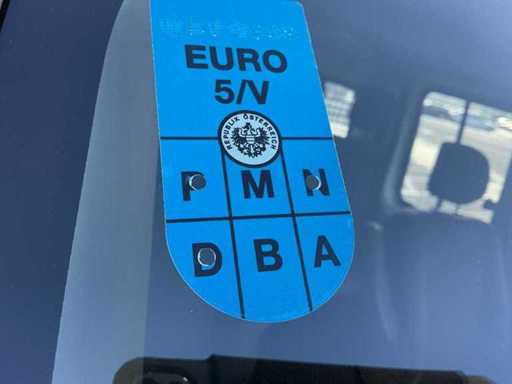 EURO
5/V
REPUBLIK ÖSTERREICH
P M N
D B A